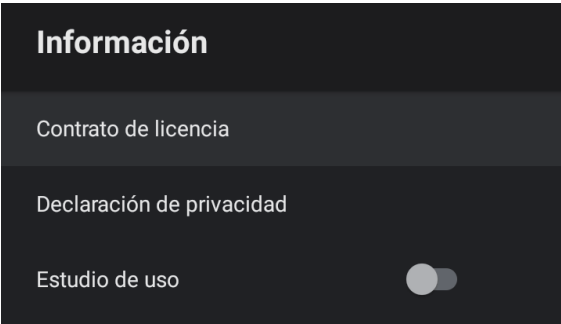 Información
Contrato de licencia
Declaración de privacidad
Estudio de uso